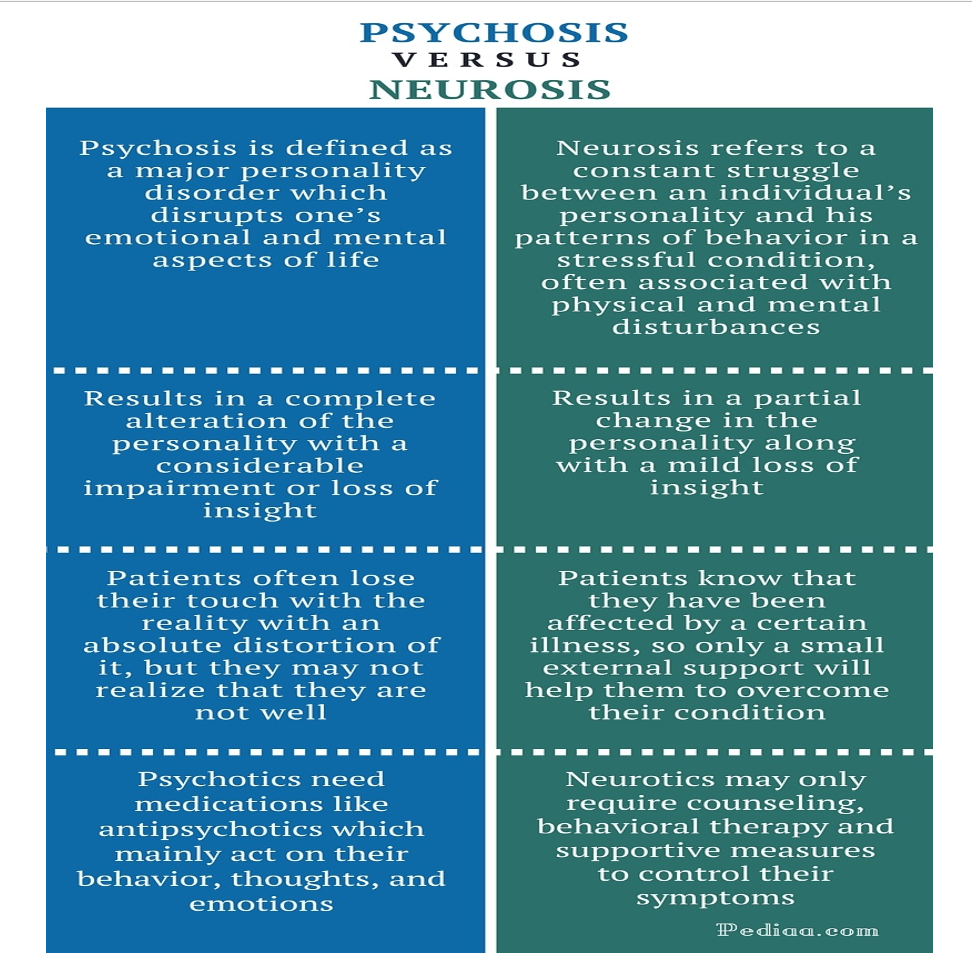 PSYCHOSIS
VERSUS
NEUROSIS
Psychosis is defined as
a major personality
disorder which
disrupts one’s
emotional and mental
aspects of life
Neurosis refers to a
constant struggle
between an individual’s
personality and his
patterns of behavior in a
stressful condition,
often associated with
physical and mental
disturbances
Results in a complete
alteration of the
personality with a
considerable
impairment or loss of
insight
Results in a partial
change in the
personality along
with a mild loss of
insight
Patients often lose
their touch with the
reality with an
absolute distortion of
it, but they may not
realize that they are
not well
Patients know that
they have been
affected by a certain
illness, so only a small
external support will
help them to overcome
their condition
Psychotics need
medications like
antipsychotics which
mainly act on their
behavior, thoughts, and
emotions
Neurotics may only
require counseling,
behavioral therapy and
supportive measures
to control their
symptoms
Pediaa.com